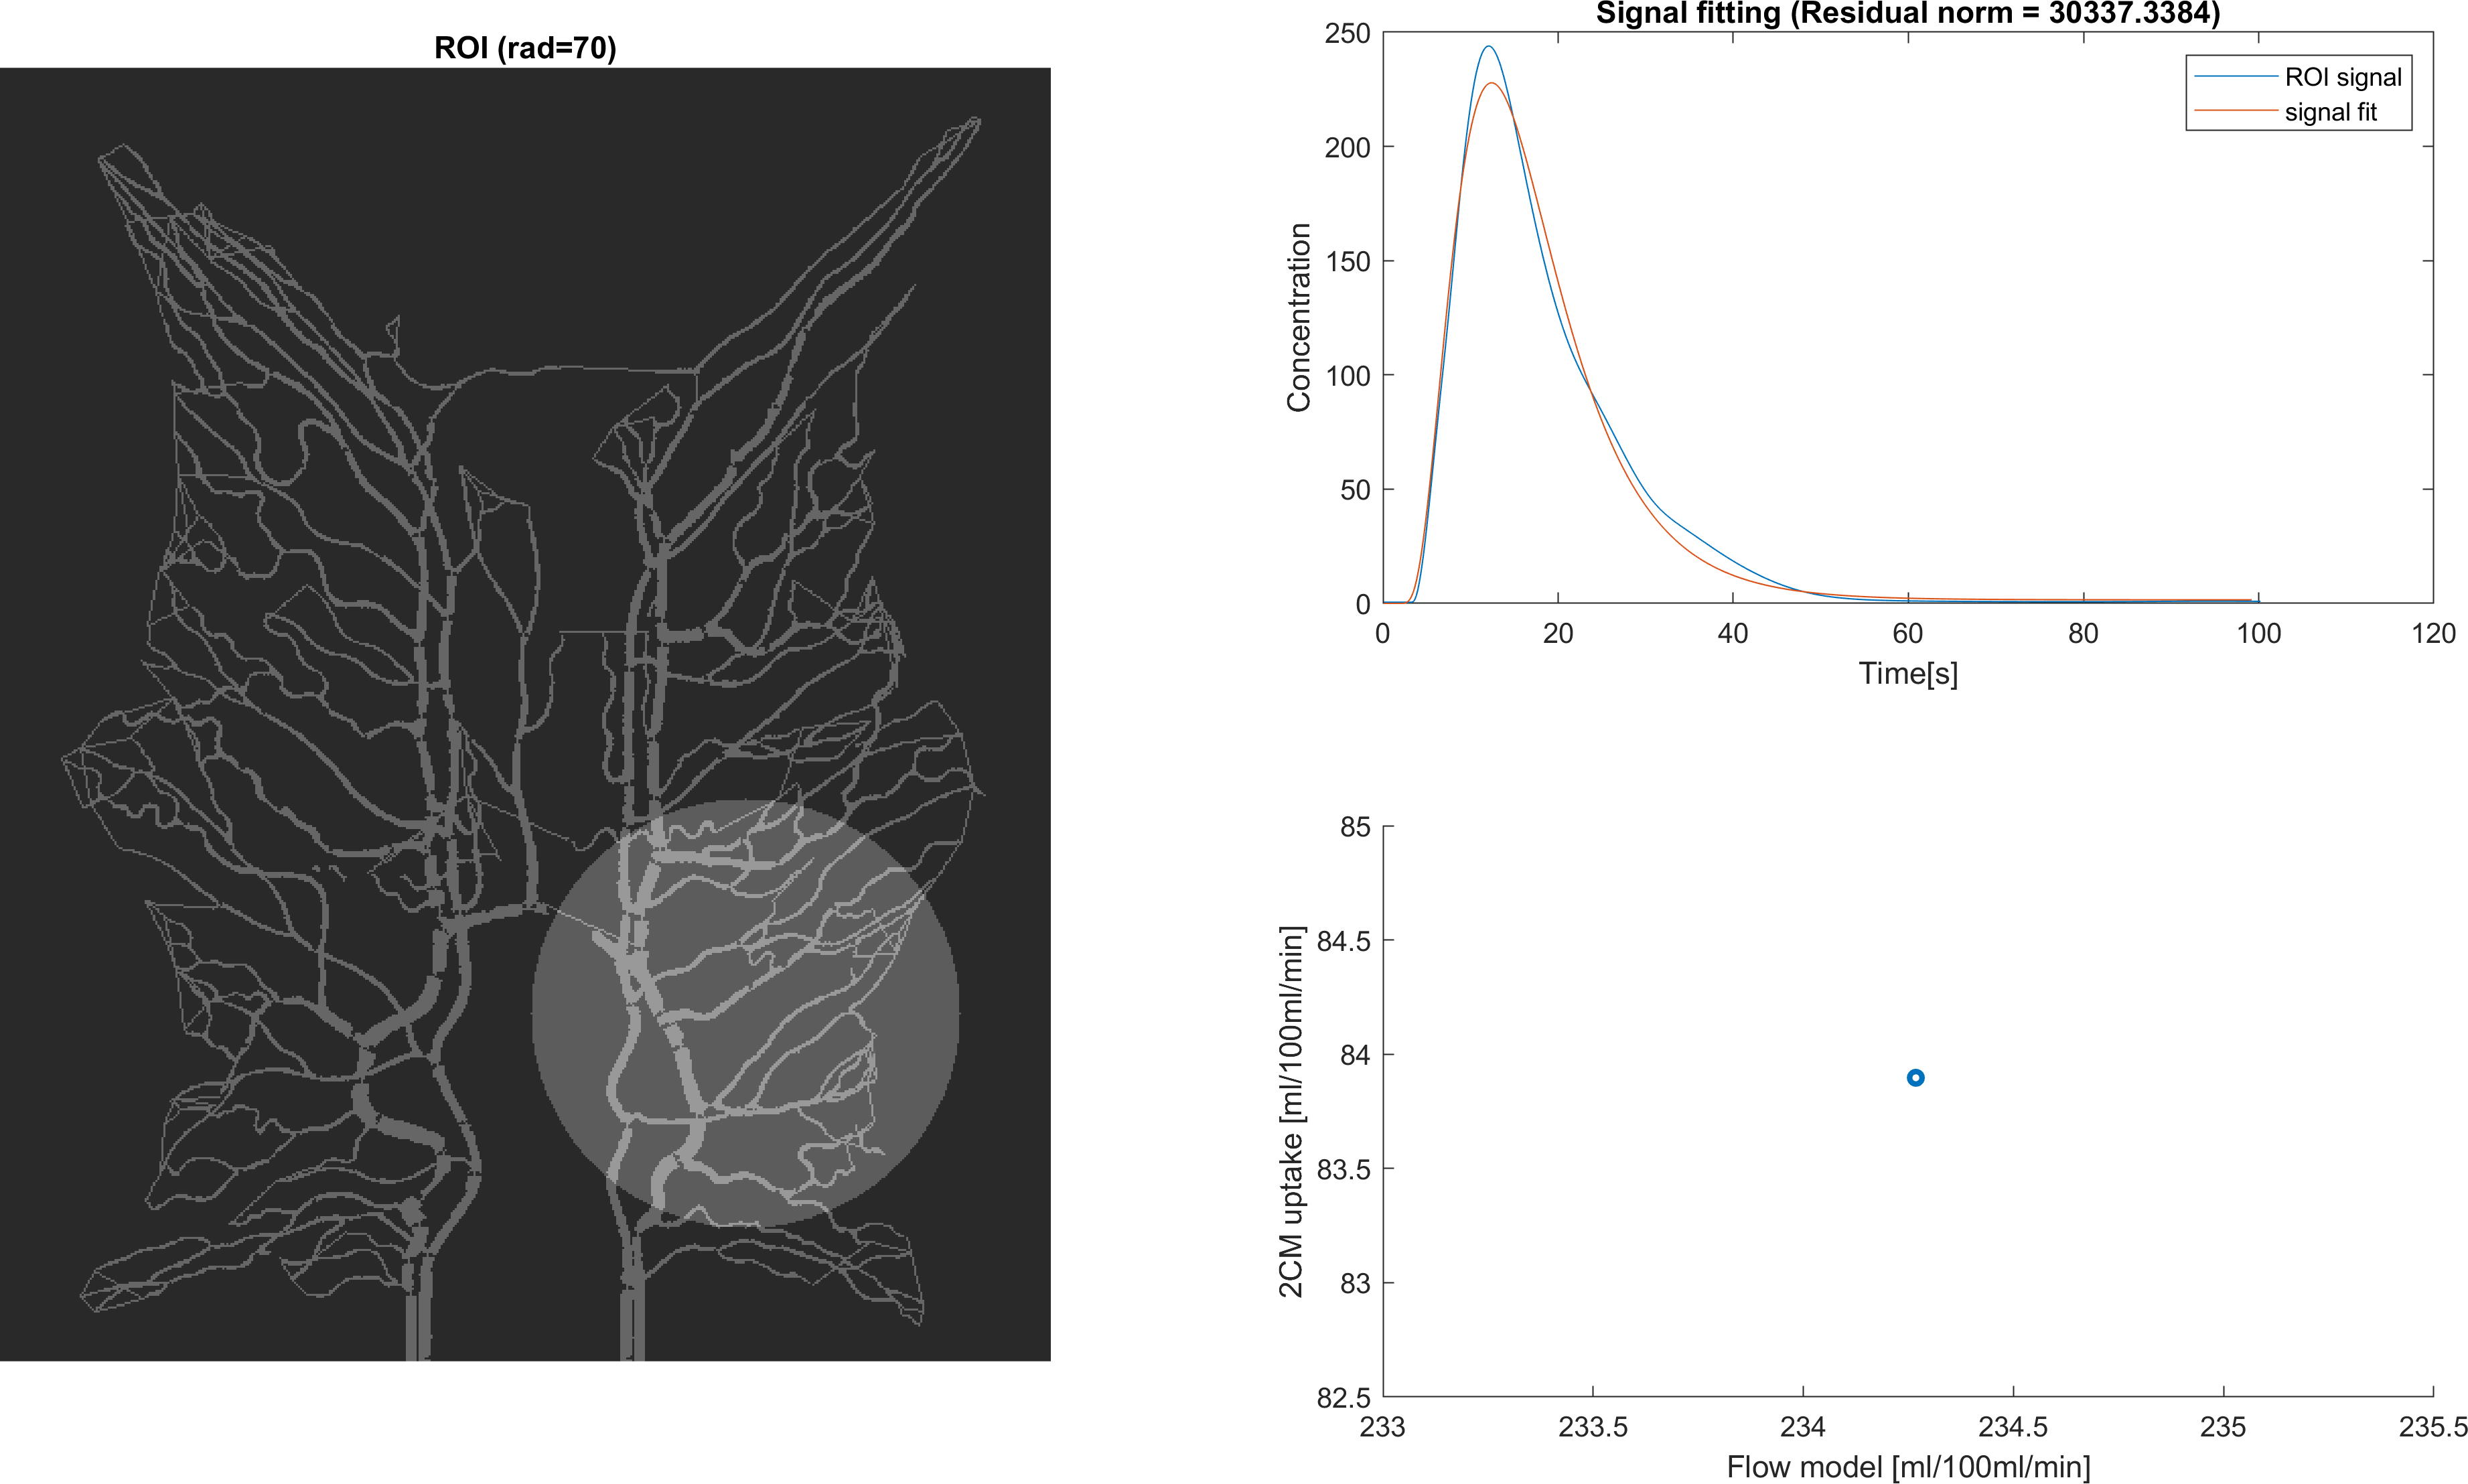 ROI (rad=70)
Signal fitting (Residual norm = 30337.3384)
250
200
150
100
50
0
Concentration
ROI signal
signal fit
0 20 40 60 80 100 120
Time[s]
85
84.5
84
83.5
83
82.5
2CM uptake [ml/100ml/min]
233 233.5 234 234.5 235 235.5
Flow model [ml/100ml/min]